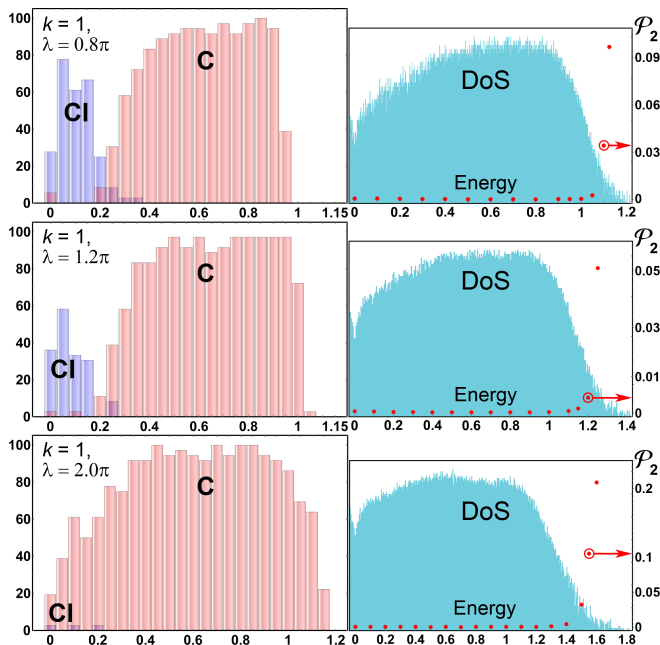 k = 1,
λ = 0.8π
CI
C
100
80
60
40
20
0
0 0.2 0.4 0.6 0.8 1 1.15
DoS
Energy
𝒫²
0.09
0.06
0.03
0
0 0.2 0.4 0.6 0.8 1 1.2
k = 1,
λ = 1.2π
CI
C
100
80
60
40
20
0
0 0.2 0.4 0.6 0.8 1 1.15
DoS
Energy
𝒫²
0.05
0.03
0.01
0
0 0.2 0.4 0.6 0.8 1 1.2 1.4
k = 1,
λ = 2.0π
CI
C
100
80
60
40
20
0
0 0.2 0.4 0.6 0.8 1 1.2
DoS
Energy
𝒫²
0.2
0.1
0.05
0
0 0.2 0.4 0.6 0.8 1 1.2 1.4 1.6 1.8